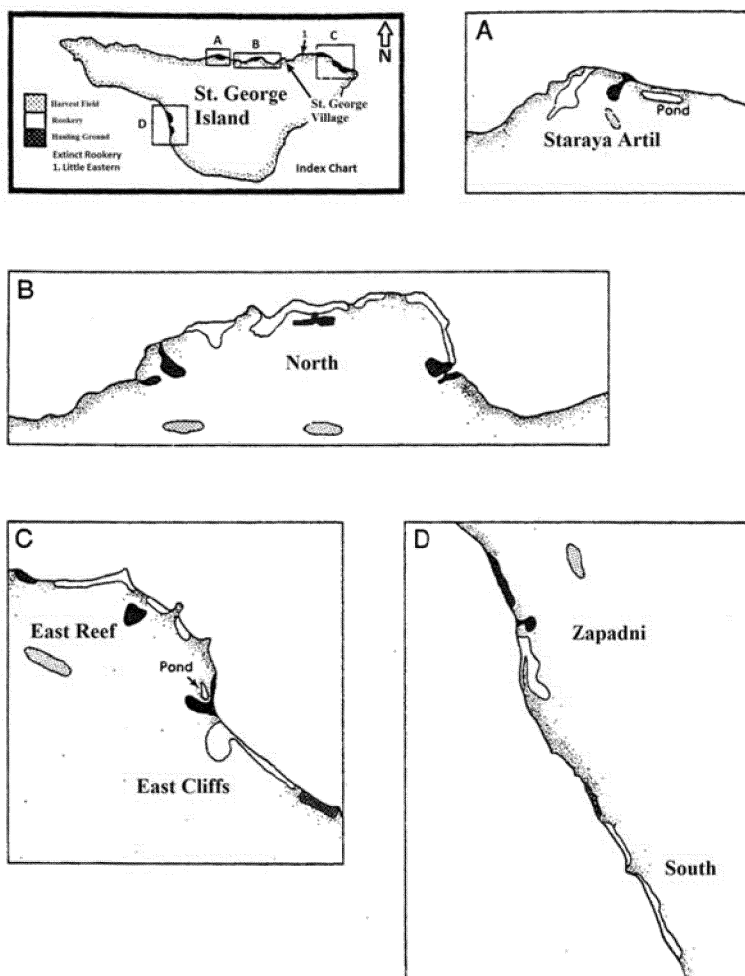 A
B
1
C
N
St. George
Island
St. George
Village
D
Harvest Field
Rookery
Hauling Ground
Extinct Rookery
1. Little Eastern
Index Chart
A
Pond
Staraya Artil
B
North
C
East Reef
Pond
East Cliffs
D
Zapadni
South